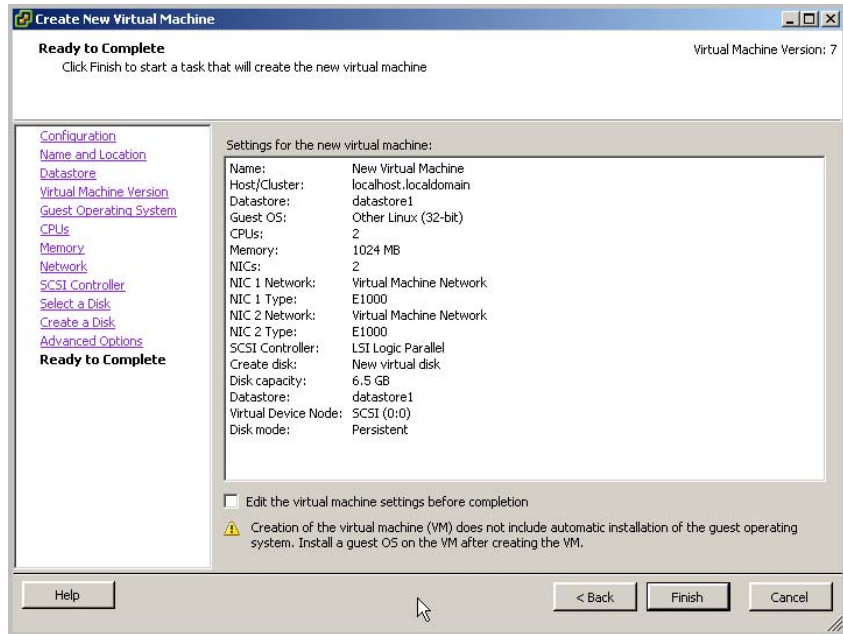 Create New Virtual Machine
Ready to Complete
Click Finish to start a task that will create the new virtual machine
Virtual Machine Version: 7
Configuration
Name and Location
Datastore
Virtual Machine Version
Guest Operating System
CPUs
Memory
Network
SCSI Controller
Select a Disk
Create a Disk
Advanced Options
Ready to Complete
Settings for the new virtual machine:
Name: New Virtual Machine
Host/Cluster: localhost.localdomain
Datastore: datastore1
Guest OS: Other Linux (32-bit)
CPUs: 2
Memory: 1024 MB
NICs: 2
NIC 1 Network: Virtual Machine Network
NIC 1 Type: E1000
NIC 2 Network: Virtual Machine Network
NIC 2 Type: E1000
SCSI Controller: LSI Logic Parallel
Create disk: New virtual disk
Disk capacity: 6.5 GB
Datastore: datastore1
Virtual Device Node: SCSI (0:0)
Disk mode: Persistent
Edit the virtual machine settings before completion
Creation of the virtual machine (VM) does not include automatic installation of the guest operating
system. Install a guest OS on the VM after creating the VM.
Help
< Back
Finish
Cancel